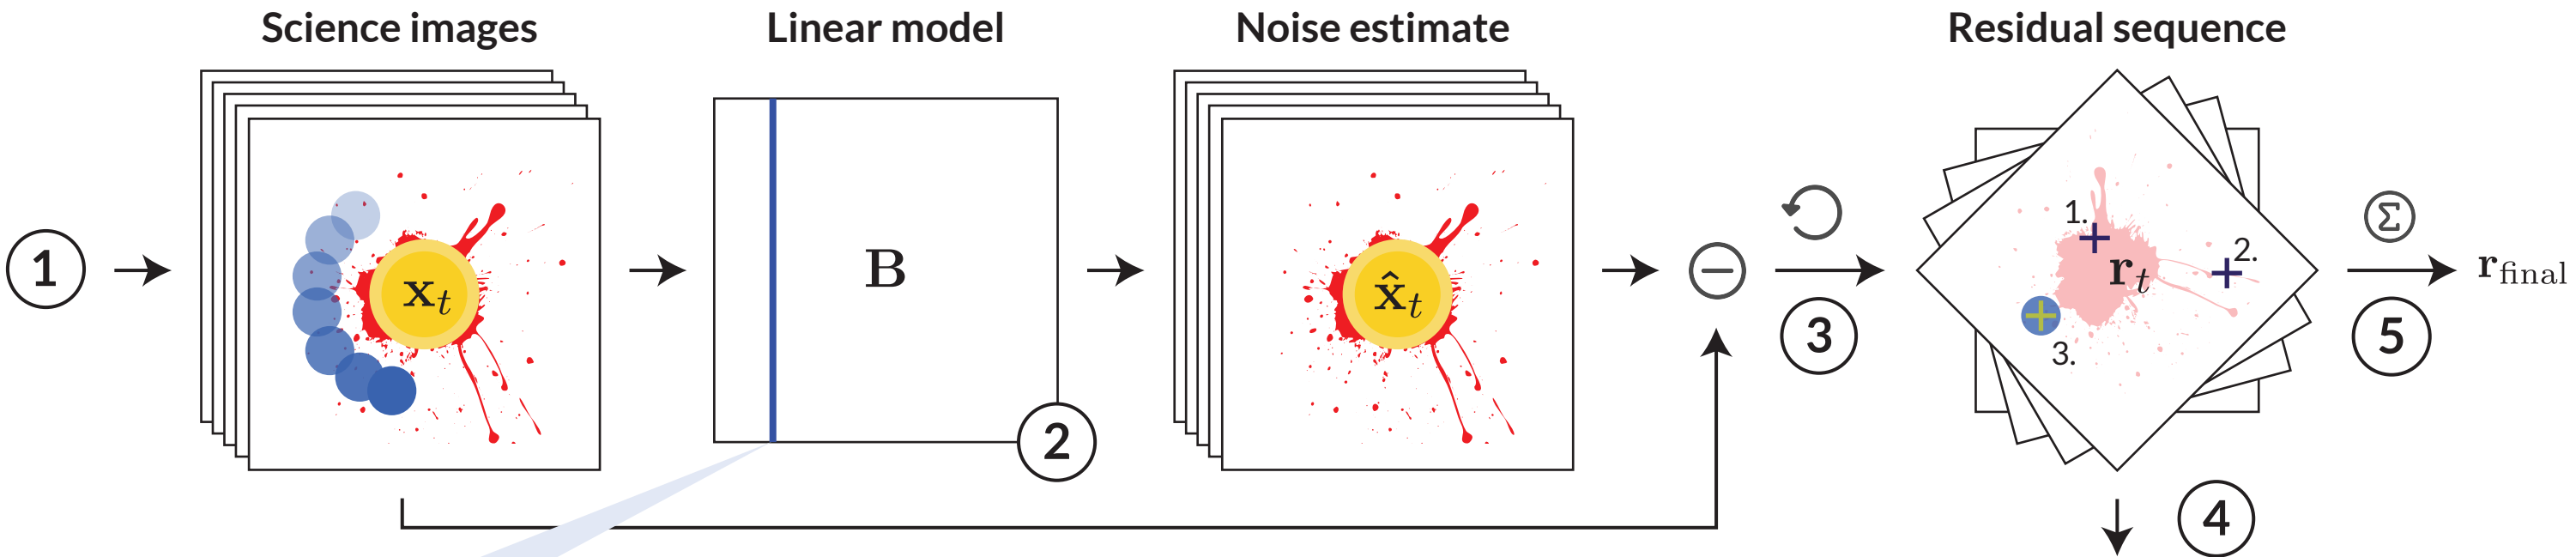 Science images
Linear model
Noise estimate
Residual sequence
1
x_t
B
2
x̂_t
−
3
1.
2.
r_t
3.
Σ
5
r_final
4